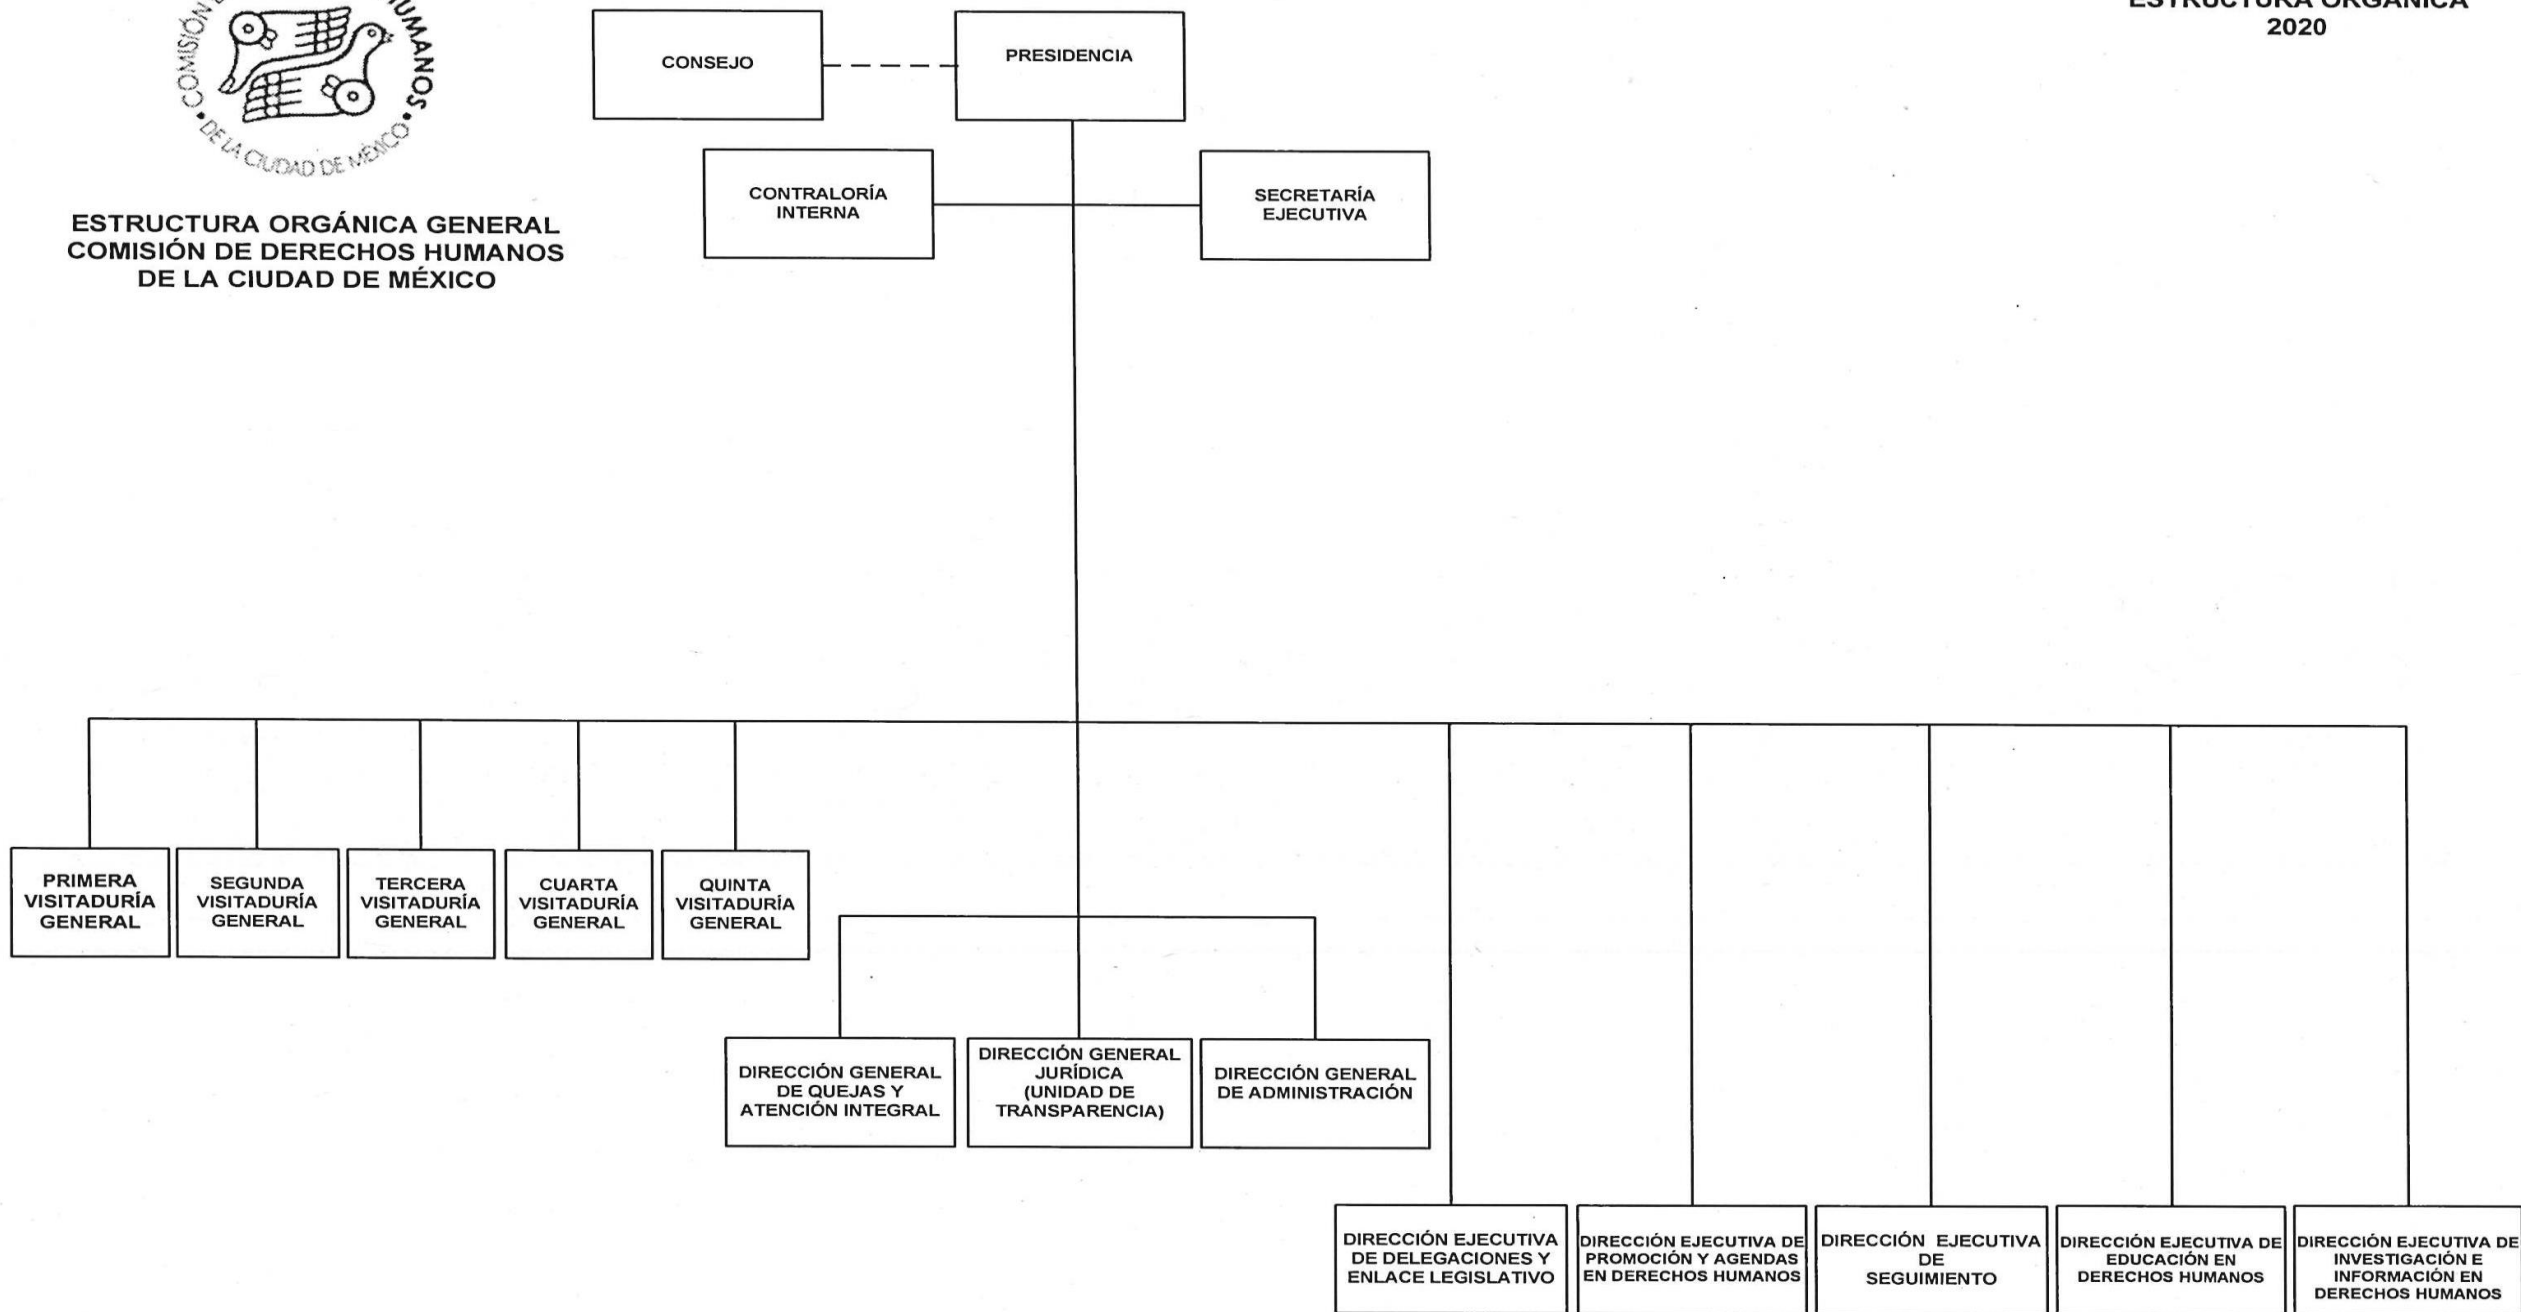 COMISIÓN
HUMANOS
DE LA CIUDAD DE MÉXICO
ESTRUCTURA ORGÁNICA
2020
ESTRUCTURA ORGÁNICA GENERAL
COMISIÓN DE DERECHOS HUMANOS
DE LA CIUDAD DE MÉXICO
CONSEJO
PRESIDENCIA
CONTRALORÍA
INTERNA
SECRETARÍA
EJECUTIVA
PRIMERA
VISITADURÍA
GENERAL
SEGUNDA
VISITADURÍA
GENERAL
TERCERA
VISITADURÍA
GENERAL
CUARTA
VISITADURÍA
GENERAL
QUINTA
VISITADURÍA
GENERAL
DIRECCIÓN GENERAL
DE QUEJAS Y
ATENCIÓN INTEGRAL
DIRECCIÓN GENERAL
JURÍDICA
(UNIDAD DE
TRANSPARENCIA)
DIRECCIÓN GENERAL
DE ADMINISTRACIÓN
DIRECCIÓN EJECUTIVA
DE DELEGACIONES Y
ENLACE LEGISLATIVO
DIRECCIÓN EJECUTIVA DE
PROMOCIÓN Y AGENDAS
EN DERECHOS HUMANOS
DIRECCIÓN EJECUTIVA
DE
SEGUIMIENTO
DIRECCIÓN EJECUTIVA DE
EDUCACIÓN EN
DERECHOS HUMANOS
DIRECCIÓN EJECUTIVA DE
INVESTIGACIÓN E
INFORMACIÓN EN
DERECHOS HUMANOS